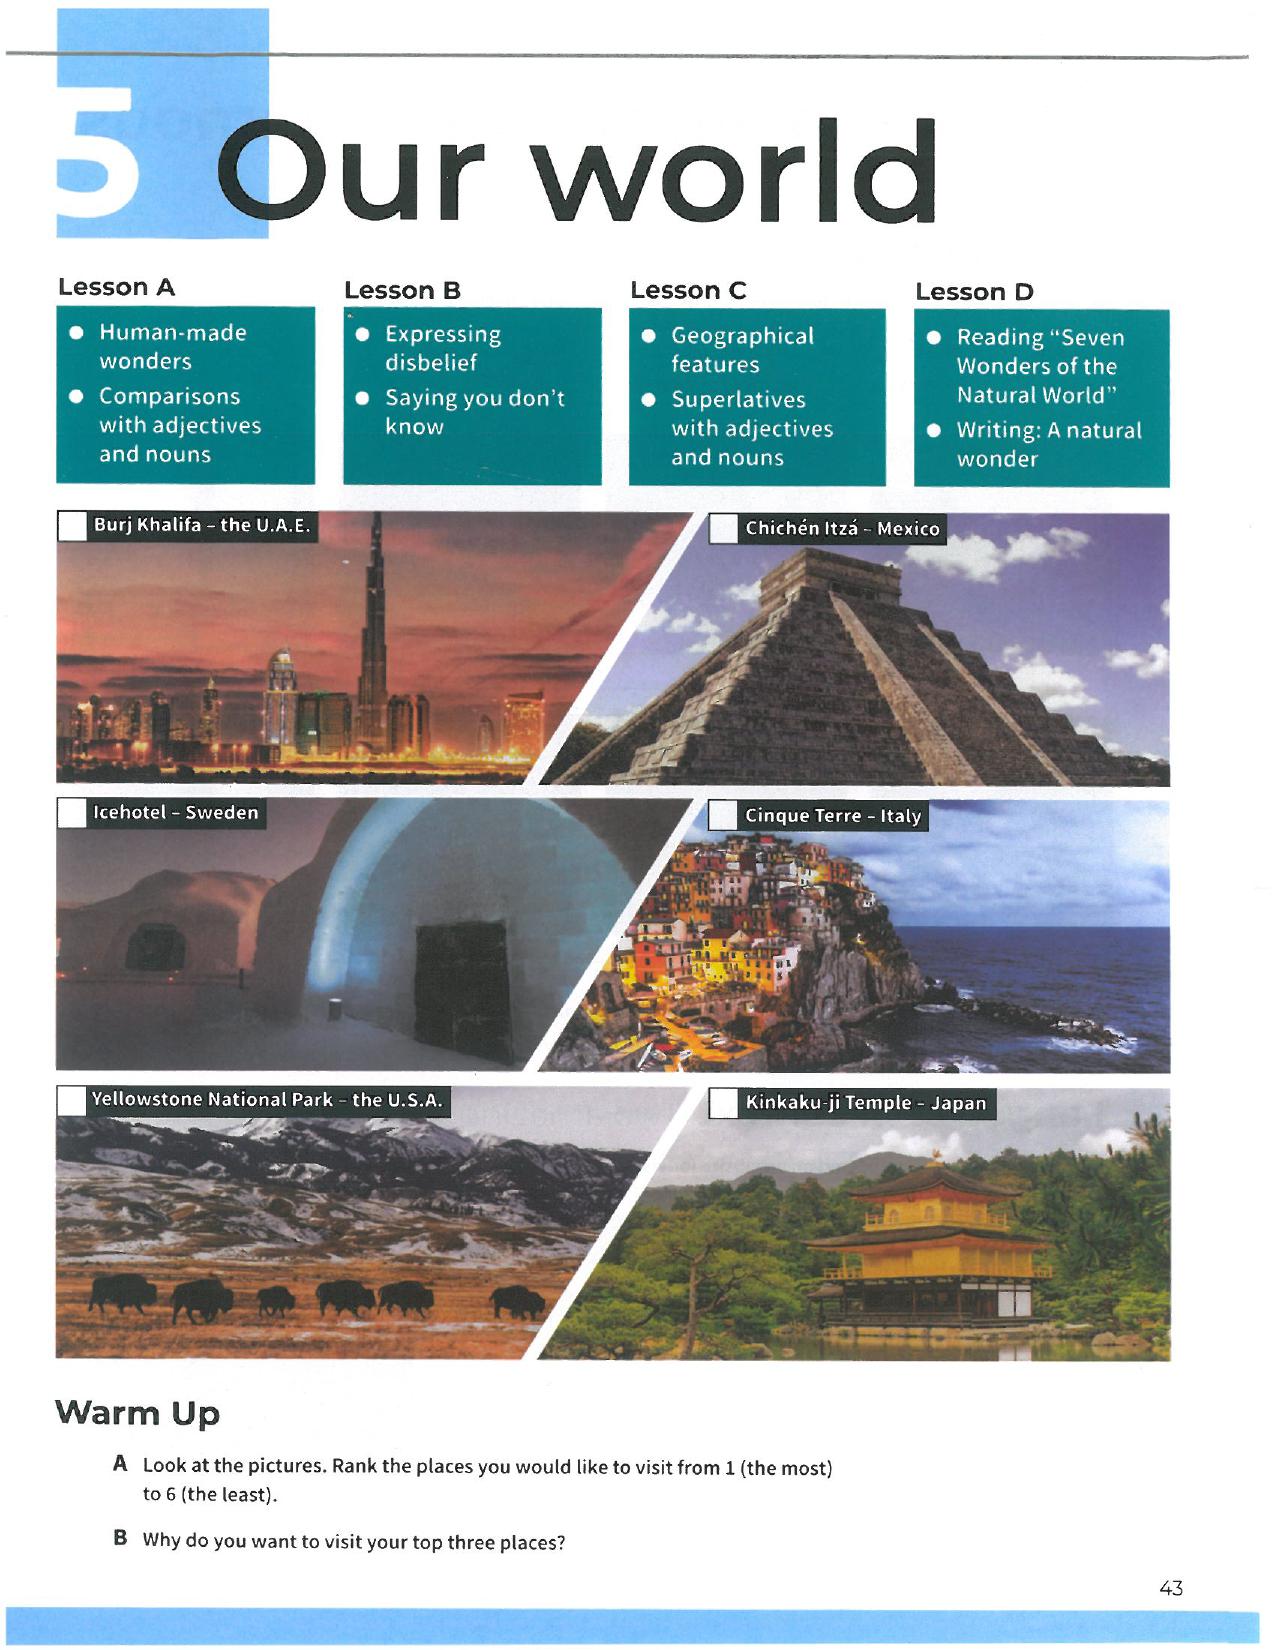 5 Our world
Lesson A
● Human-made
wonders
● Comparisons
with adjectives
and nouns
Lesson B
● Expressing
disbelief
● Saying you don't
know
Lesson C
● Geographical
features
● Superlatives
with adjectives
and nouns
Lesson D
● Reading “Seven
Wonders of the
Natural World”
● Writing: A natural
wonder
Burj Khalifa – the U.A.E.
Chichén Itzá – Mexico
Icehotel – Sweden
Cinque Terre – Italy
Yellowstone National Park – the U.S.A.
Kinkaku-ji Temple – Japan
Warm Up
A Look at the pictures. Rank the places you would like to visit from 1 (the most)
to 6 (the least).
B Why do you want to visit your top three places?
43